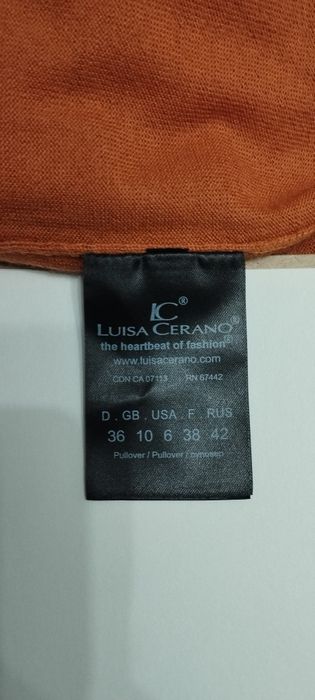 LC®
LUISA CERANO®
the heartbeat of fashion®
www.luisacerano.com
CDN CA 07113 RN 67442
D . GB . USA . F . RUS
36 10 6 38 42
Pullover / Pullover / пуловер